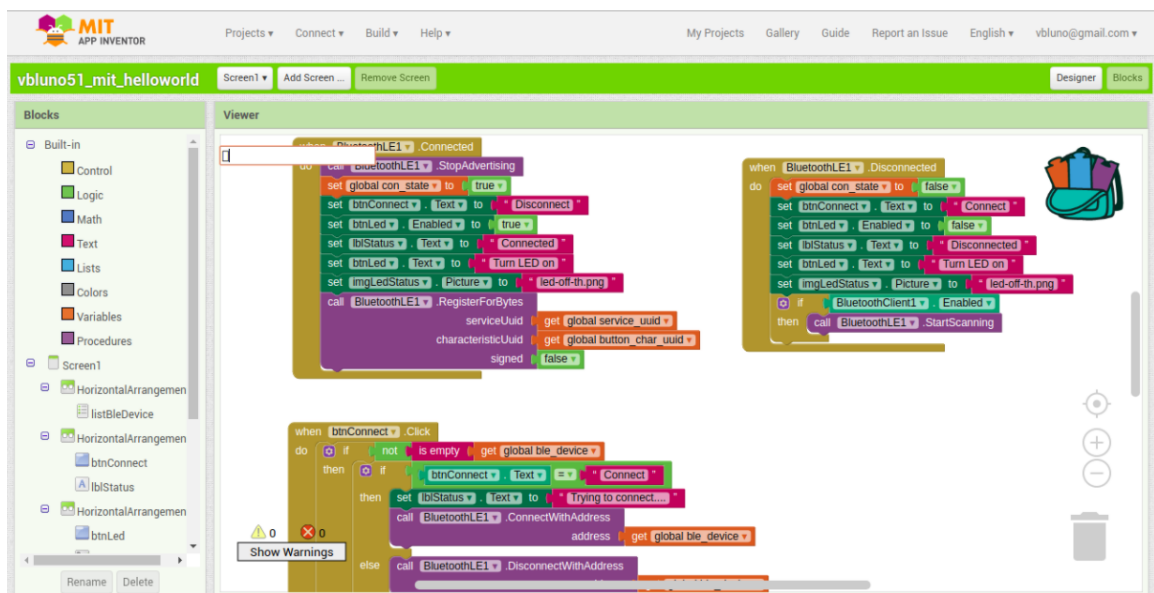 MIT
APP INVENTOR
Projects Connect Build Help My Projects Gallery Guide Report an Issue English vbluno@gmail.com
vbluno51_mit_helloworld Screen1 Add Screen ... Remove Screen Designer Blocks
Blocks
Built-in
Control
Logic
Math
Text
Lists
Colors
Variables
Procedures
Screen1
HorizontalArrangemen
listBleDevice
HorizontalArrangemen
btnConnect
lblStatus
HorizontalArrangemen
btnLed
Rename Delete
Viewer
when BluetoothLE1 .Connected
do call BluetoothLE1 .StopAdvertising
set global con_state to true
set btnConnect . Text to " Disconnect "
set btnLed . Enabled to true
set lblStatus . Text to " Connected "
set btnLed . Text to " Turn LED on "
set imgLedStatus . Picture to " led-off-th.png "
call BluetoothLE1 .RegisterForBytes
serviceUuid get global service_uuid
characteristicUuid get global button_char_uuid
signed false
when BluetoothLE1 .Disconnected
do set global con_state to false
set btnConnect . Text to " Connect "
set btnLed . Enabled to false
set lblStatus . Text to " Disconnected "
set btnLed . Text to " Turn LED on "
set imgLedStatus . Picture to " led-off-th.png "
if BluetoothClient1 . Enabled
then call BluetoothLE1 .StartScanning
when btnConnect .Click
do if not is empty get global ble_device
then if btnConnect . Text = " Connect "
then set lblStatus . Text to " Trying to connect.... "
call BluetoothLE1 .ConnectWithAddress
address get global ble_device
else call BluetoothLE1 .DisconnectWithAddress
0 0
Show Warnings